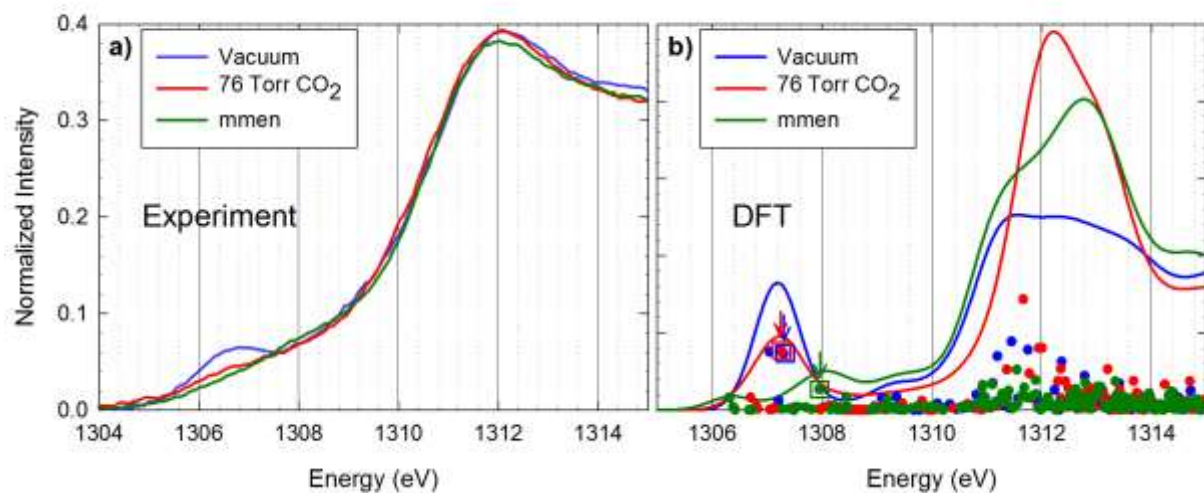 a)
Vacuum
76 Torr CO2
mmen
Experiment
Normalized Intensity
0.4
0.3
0.2
0.1
0.0
1304 1306 1308 1310 1312 1314
Energy (eV)
b)
Vacuum
76 Torr CO2
mmen
DFT
1306 1308 1310 1312 1314
Energy (eV)